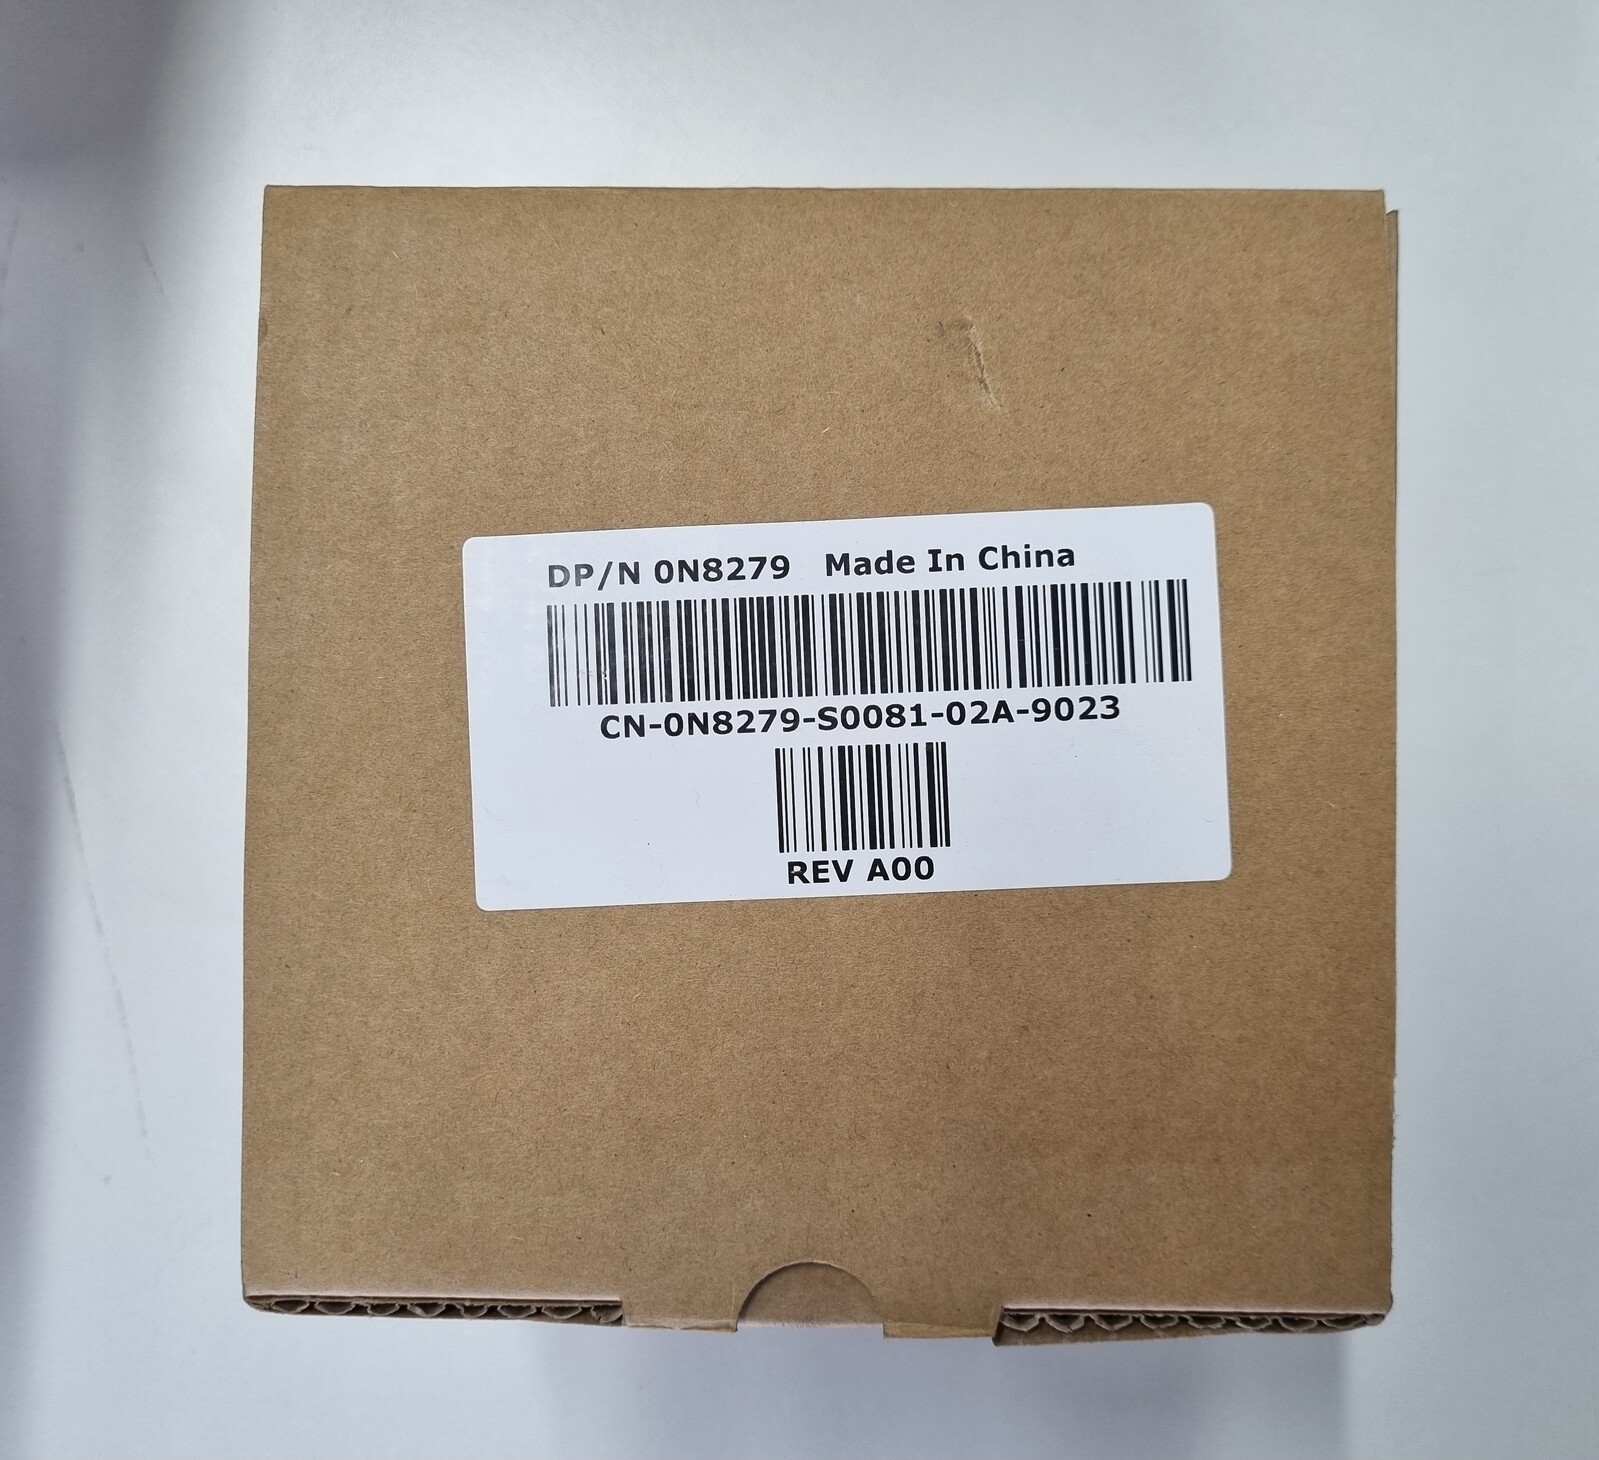 DP/N 0N8279 Made In China
CN-0N8279-S0081-02A-9023
REV A00